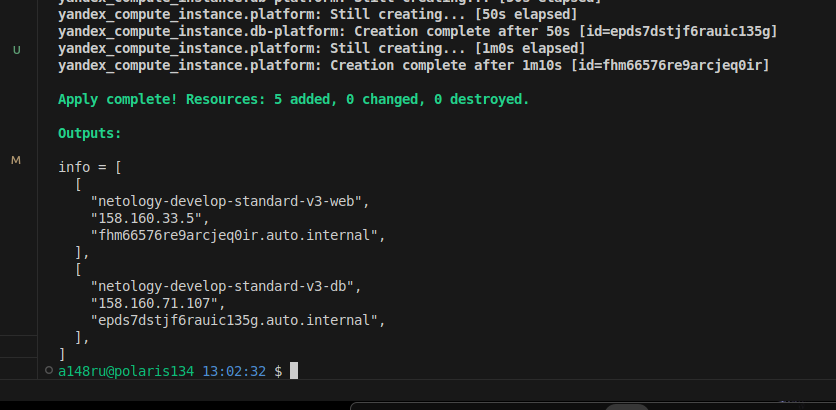 yandex_compute_instance.platform: Still creating... [50s elapsed]
yandex_compute_instance.db-platform: Creation complete after 50s [id=epds7dstjf6rauic135g]
yandex_compute_instance.platform: Still creating... [1m0s elapsed]
yandex_compute_instance.platform: Creation complete after 1m10s [id=fhm66576re9arcjeq0ir]
Apply complete! Resources: 5 added, 0 changed, 0 destroyed.
Outputs:
info = [
  [
    "netology-develop-standard-v3-web",
    "158.160.33.5",
    "fhm66576re9arcjeq0ir.auto.internal",
  ],
  [
    "netology-develop-standard-v3-db",
    "158.160.71.107",
    "epds7dstjf6rauic135g.auto.internal",
  ],
]
a148ru@polaris134 13:02:32 $
U
M